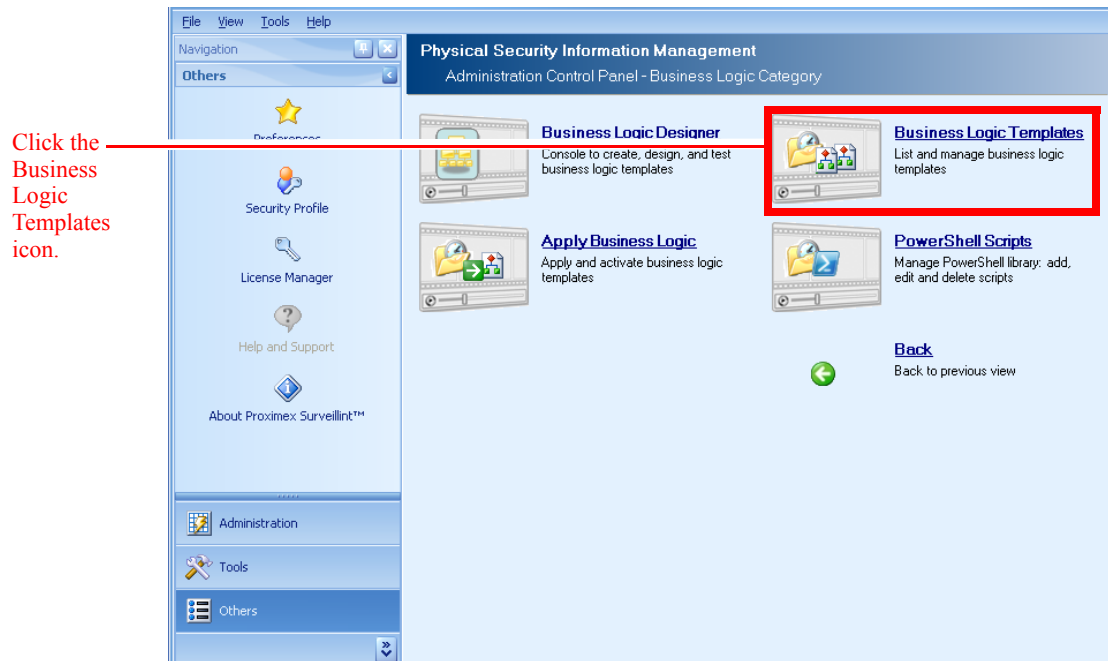 File View Tools Help
Navigation
Others
Preferences
Security Profile
License Manager
Help and Support
About Proximex Surveillint™
Administration
Tools
Others
Click the
Business
Logic
Templates
icon.
Physical Security Information Management
Administration Control Panel - Business Logic Category
Business Logic Designer
Console to create, design, and test
business logic templates
Business Logic Templates
List and manage business logic
templates
Apply Business Logic
Apply and activate business logic
templates
PowerShell Scripts
Manage PowerShell library: add,
edit and delete scripts
Back
Back to previous view